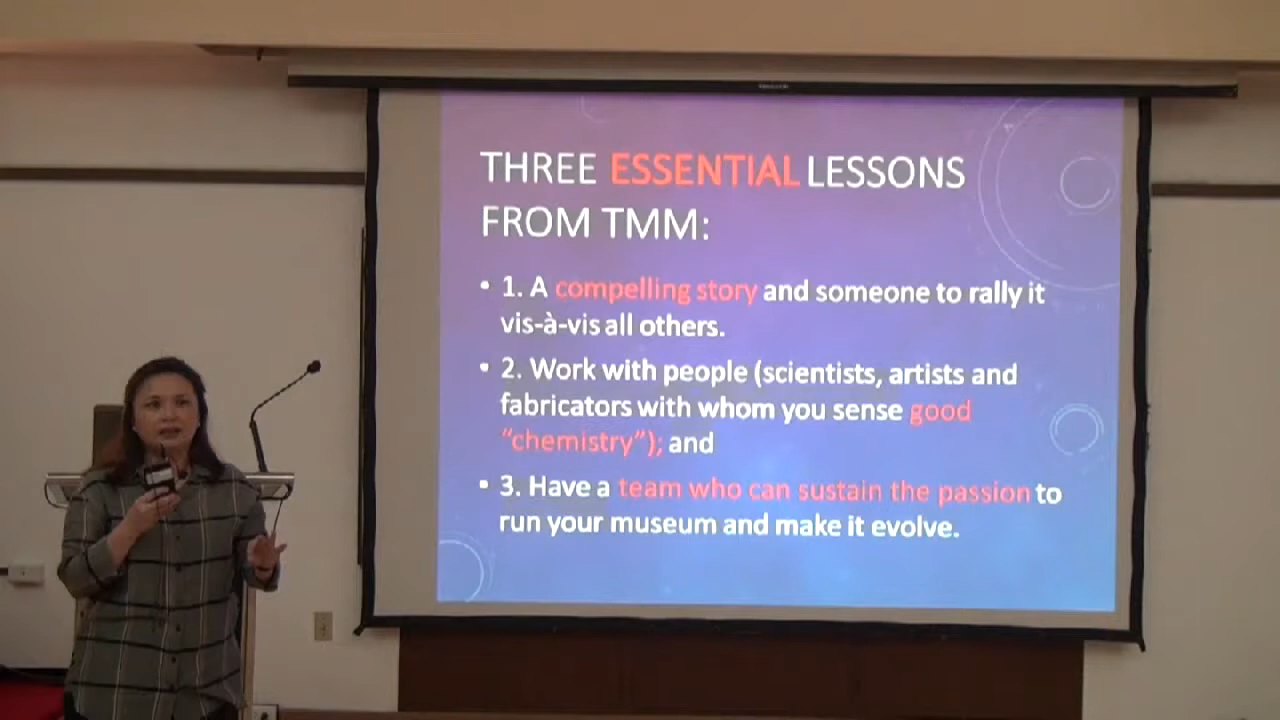 THREE ESSENTIAL LESSONS
FROM TMM:
• 1. A compelling story and someone to rally it
vis-à-vis all others.
• 2. Work with people (scientists, artists and
fabricators with whom you sense good
“chemistry”); and
• 3. Have a team who can sustain the passion to
run your museum and make it evolve.